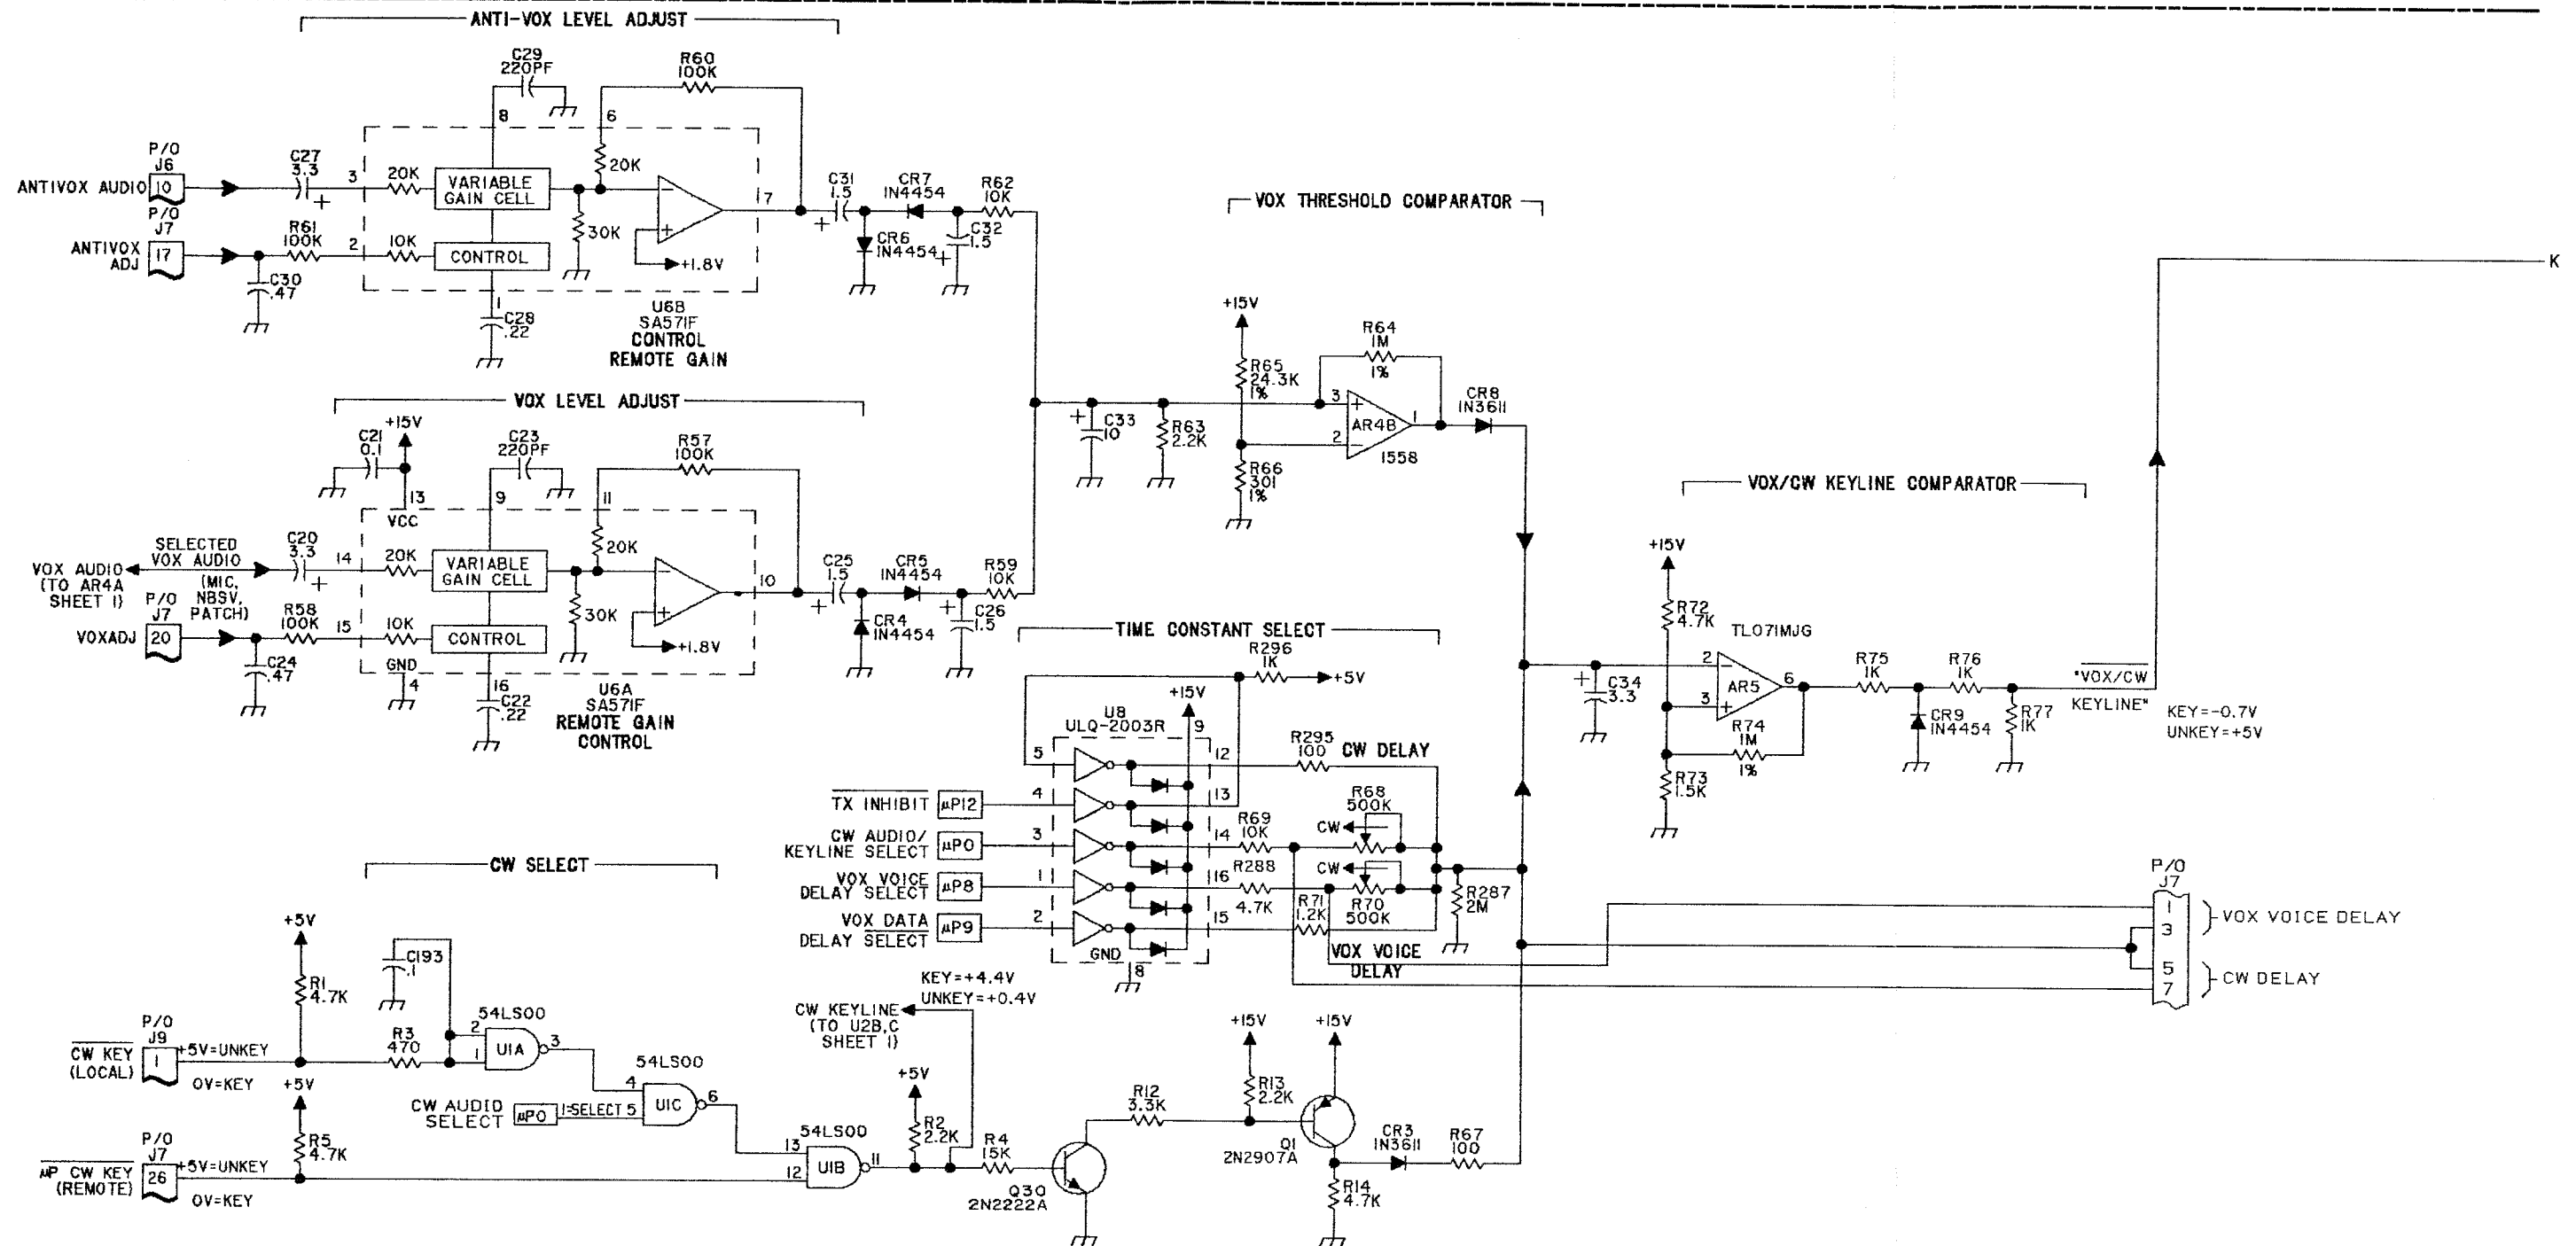 ANTI-VOX LEVEL ADJUST
C29
220PF
R60
100K
8
6
P/O
J6
ANTIVOX AUDIO
10
C27
3.3
+
3
20K
VARIABLE
GAIN CELL
20K
30K
-
+
+1.8V
7
C31
1.5
+
CR7
1N4454
R62
10K
CR6
1N4454
C32
1.5
+
P/O
J7
ANTIVOX
ADJ
17
R61
100K
2
10K
CONTROL
C30
.47
1
C28
.22
U6B
SA571F
CONTROL
REMOTE GAIN
VOX THRESHOLD COMPARATOR
+15V
R65
24.3K
1%
R64
1M
1%
3
+
AR4B
1
2
-
1558
CR8
1N3611
+
C33
10
R63
2.2K
R66
301
1%
K
VOX LEVEL ADJUST
C21
0.1
+15V
C23
220PF
R57
100K
13
VCC
9
11
VOX AUDIO
(TO AR4A
SHEET 1)
SELECTED
VOX AUDIO
(MIC,
NBSV,
PATCH)
C20
3.3
+
14
20K
VARIABLE
GAIN CELL
20K
30K
-
+
+1.8V
10
C25
1.5
+
CR5
1N4454
R59
10K
CR4
1N4454
+
C26
1.5
P/O
J7
VOXADJ
20
R58
100K
15
10K
CONTROL
C24
.47
GND
4
16
C22
.22
U6A
SA571F
REMOTE GAIN
CONTROL
VOX/CW KEYLINE COMPARATOR
+15V
R72
4.7K
TL071MJG
2
-
AR5
6
3
+
R74
1M
1%
R73
1.5K
+
C34
3.3
R75
1K
R76
1K
CR9
1N4454
R77
1K
"VOX/CW
KEYLINE"
KEY=-0.7V
UNKEY=+5V
TIME CONSTANT SELECT
R296
1K
+5V
+15V
U8
ULQ-2003R
9
5
12
R295
100
CW DELAY
TX INHIBIT
μP12
4
13
CW AUDIO/
KEYLINE SELECT
μP0
3
14
R69
10K
R68
500K
CW
VOX VOICE
DELAY SELECT
μP8
1
16
R288
4.7K
CW
R70
500K
R287
2M
VOX DATA
DELAY SELECT
μP9
2
15
R71
1.2K
GND
8
VOX VOICE
DELAY
P/O
J7
1
3
VOX VOICE DELAY
5
7
CW DELAY
CW SELECT
+5V
R1
4.7K
C193
.1
P/O
J9
CW KEY
(LOCAL)
1
+5V=UNKEY
0V=KEY
R3
470
54LS00
2
1
U1A
3
54LS00
4
U1C
6
CW AUDIO
SELECT
μP0
1=SELECT
5
+5V
R5
4.7K
P/O
J7
μP CW KEY
(REMOTE)
26
+5V=UNKEY
0V=KEY
54LS00
13
12
U1B
11
CW KEYLINE
(TO U2B,C
SHEET 1)
KEY=+4.4V
UNKEY=+0.4V
+5V
R2
2.2K
R4
15K
Q30
2N2222A
R12
3.3K
+15V
R13
2.2K
+15V
Q1
2N2907A
CR3
1N3611
R67
100
R14
4.7K